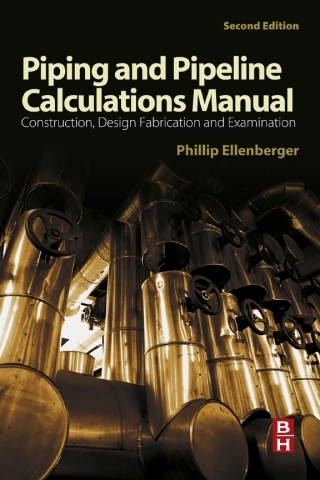 Second Edition
Piping and Pipeline
Calculations Manual
Construction, Design Fabrication and Examination
Phillip Ellenberger
B
H